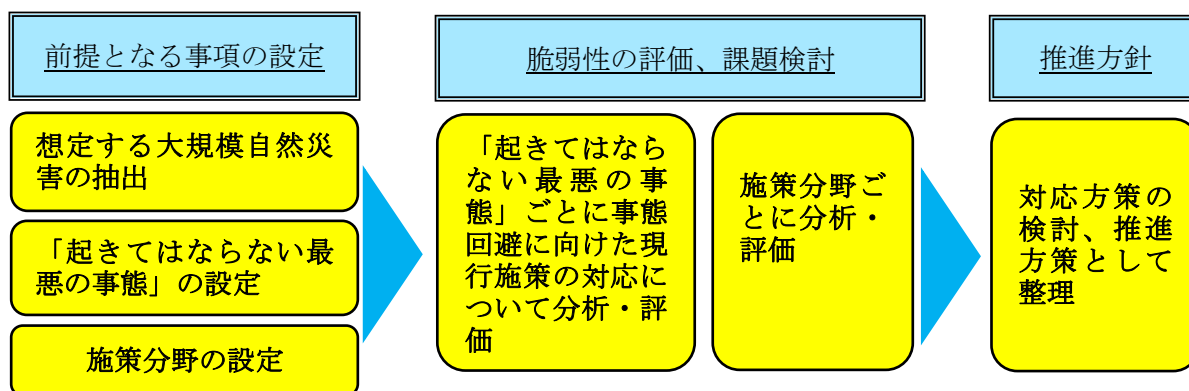 前提となる事項の設定
想定する大規模自然災
害の抽出
「起きてはならない最
悪の事態」の設定
施策分野の設定
脆弱性の評価、課題検討
「起きてはなら
ない最悪の事
態」ごとに事態
回避に向けた現
行施策の対応に
ついて分析・評
価
施策分野ご
とに分析・
評価
推進方針
対応方策の
検討、推進
方策として
整理